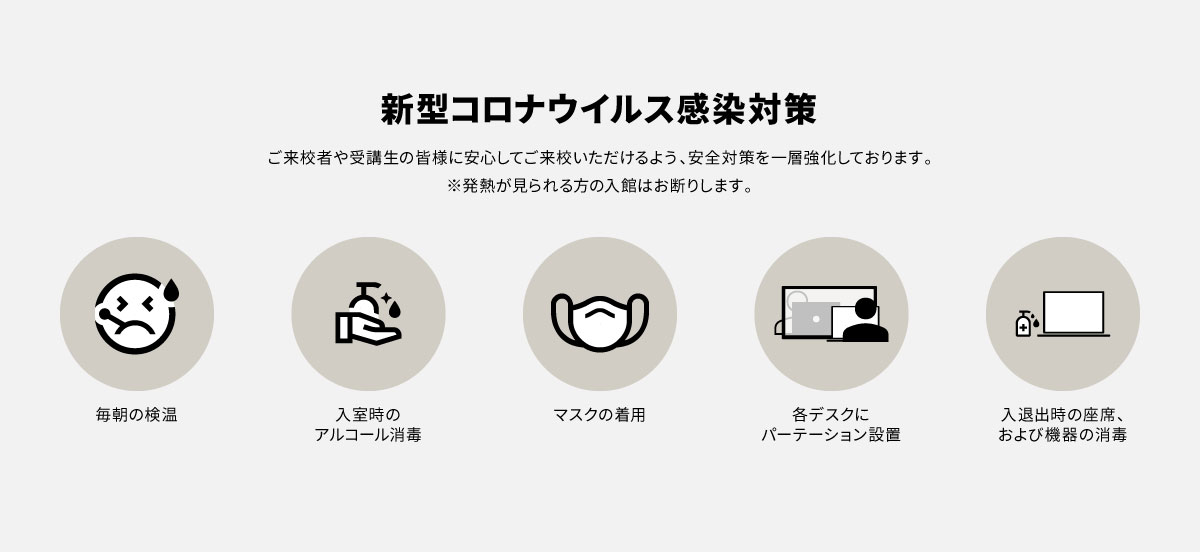 新型コロナウイルス感染対策
ご来校者や受講生の皆様に安心してご来校いただけるよう、安全対策を一層強化しております。
※発熱が見られる方の入館はお断りします。
毎朝の検温
入室時の
アルコール消毒
マスクの着用
各デスクに
パーテーション設置
入退出時の座席、
および機器の消毒